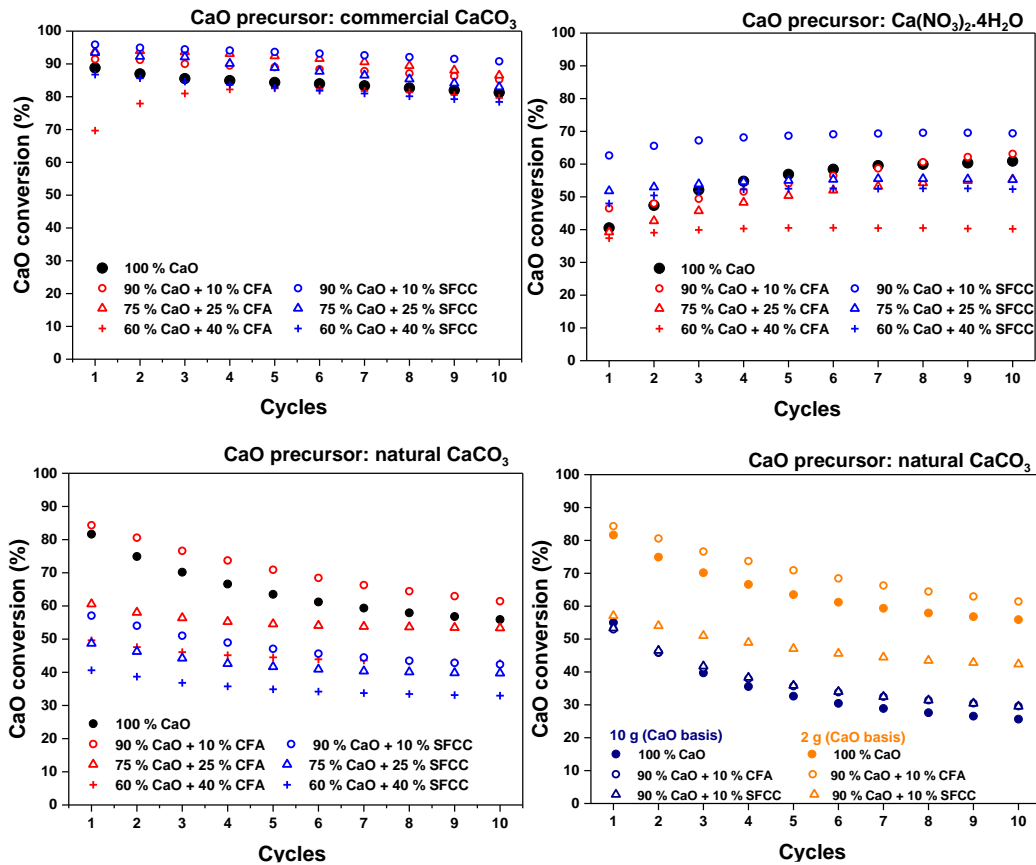 CaO precursor: commercial CaCO₃
100
90
80
70
60
50
40
30
20
10
0
CaO conversion (%)
100 % CaO
90 % CaO + 10 % CFA
90 % CaO + 10 % SFCC
75 % CaO + 25 % CFA
75 % CaO + 25 % SFCC
60 % CaO + 40 % CFA
60 % CaO + 40 % SFCC
1 2 3 4 5 6 7 8 9 10
Cycles
CaO precursor: Ca(NO₃)₂.4H₂O
100
90
80
70
60
50
40
30
20
10
0
CaO conversion (%)
100 % CaO
90 % CaO + 10 % CFA
90 % CaO + 10 % SFCC
75 % CaO + 25 % CFA
75 % CaO + 25 % SFCC
60 % CaO + 40 % CFA
60 % CaO + 40 % SFCC
1 2 3 4 5 6 7 8 9 10
Cycles
CaO precursor: natural CaCO₃
100
90
80
70
60
50
40
30
20
10
0
CaO conversion (%)
100 % CaO
90 % CaO + 10 % CFA
90 % CaO + 10 % SFCC
75 % CaO + 25 % CFA
75 % CaO + 25 % SFCC
60 % CaO + 40 % CFA
60 % CaO + 40 % SFCC
1 2 3 4 5 6 7 8 9 10
Cycles
CaO precursor: natural CaCO₃
100
90
80
70
60
50
40
30
20
10
0
CaO conversion (%)
10 g (CaO basis)
2 g (CaO basis)
100 % CaO
100 % CaO
90 % CaO + 10 % CFA
90 % CaO + 10 % CFA
90 % CaO + 10 % SFCC
90 % CaO + 10 % SFCC
1 2 3 4 5 6 7 8 9 10
Cycles